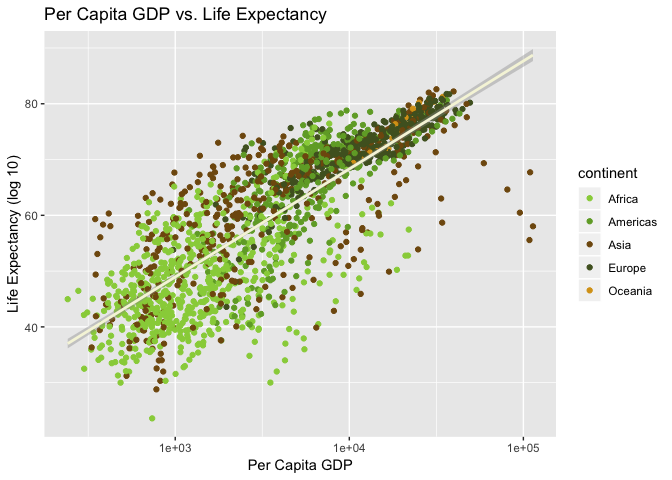 Per Capita GDP vs. Life Expectancy
Life Expectancy (log 10)
80
60
40
1e+03
1e+04
1e+05
Per Capita GDP
continent
Africa
Americas
Asia
Europe
Oceania